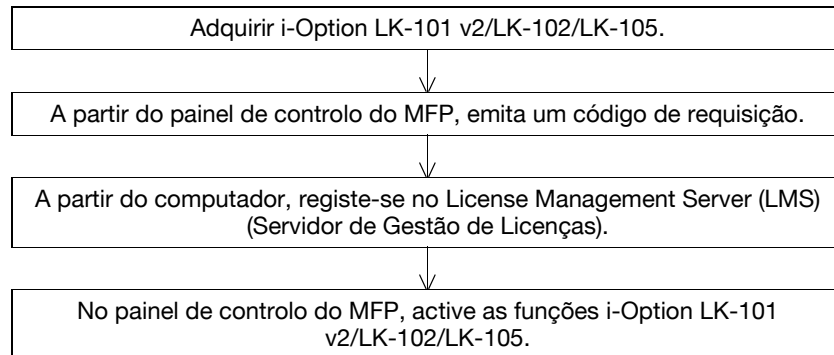 Adquirir i-Option LK-101 v2/LK-102/LK-105.
A partir do painel de controlo do MFP, emita um código de requisição.
A partir do computador, registe-se no License Management Server (LMS)
(Servidor de Gestão de Licenças).
No painel de controlo do MFP, active as funções i-Option LK-101
v2/LK-102/LK-105.